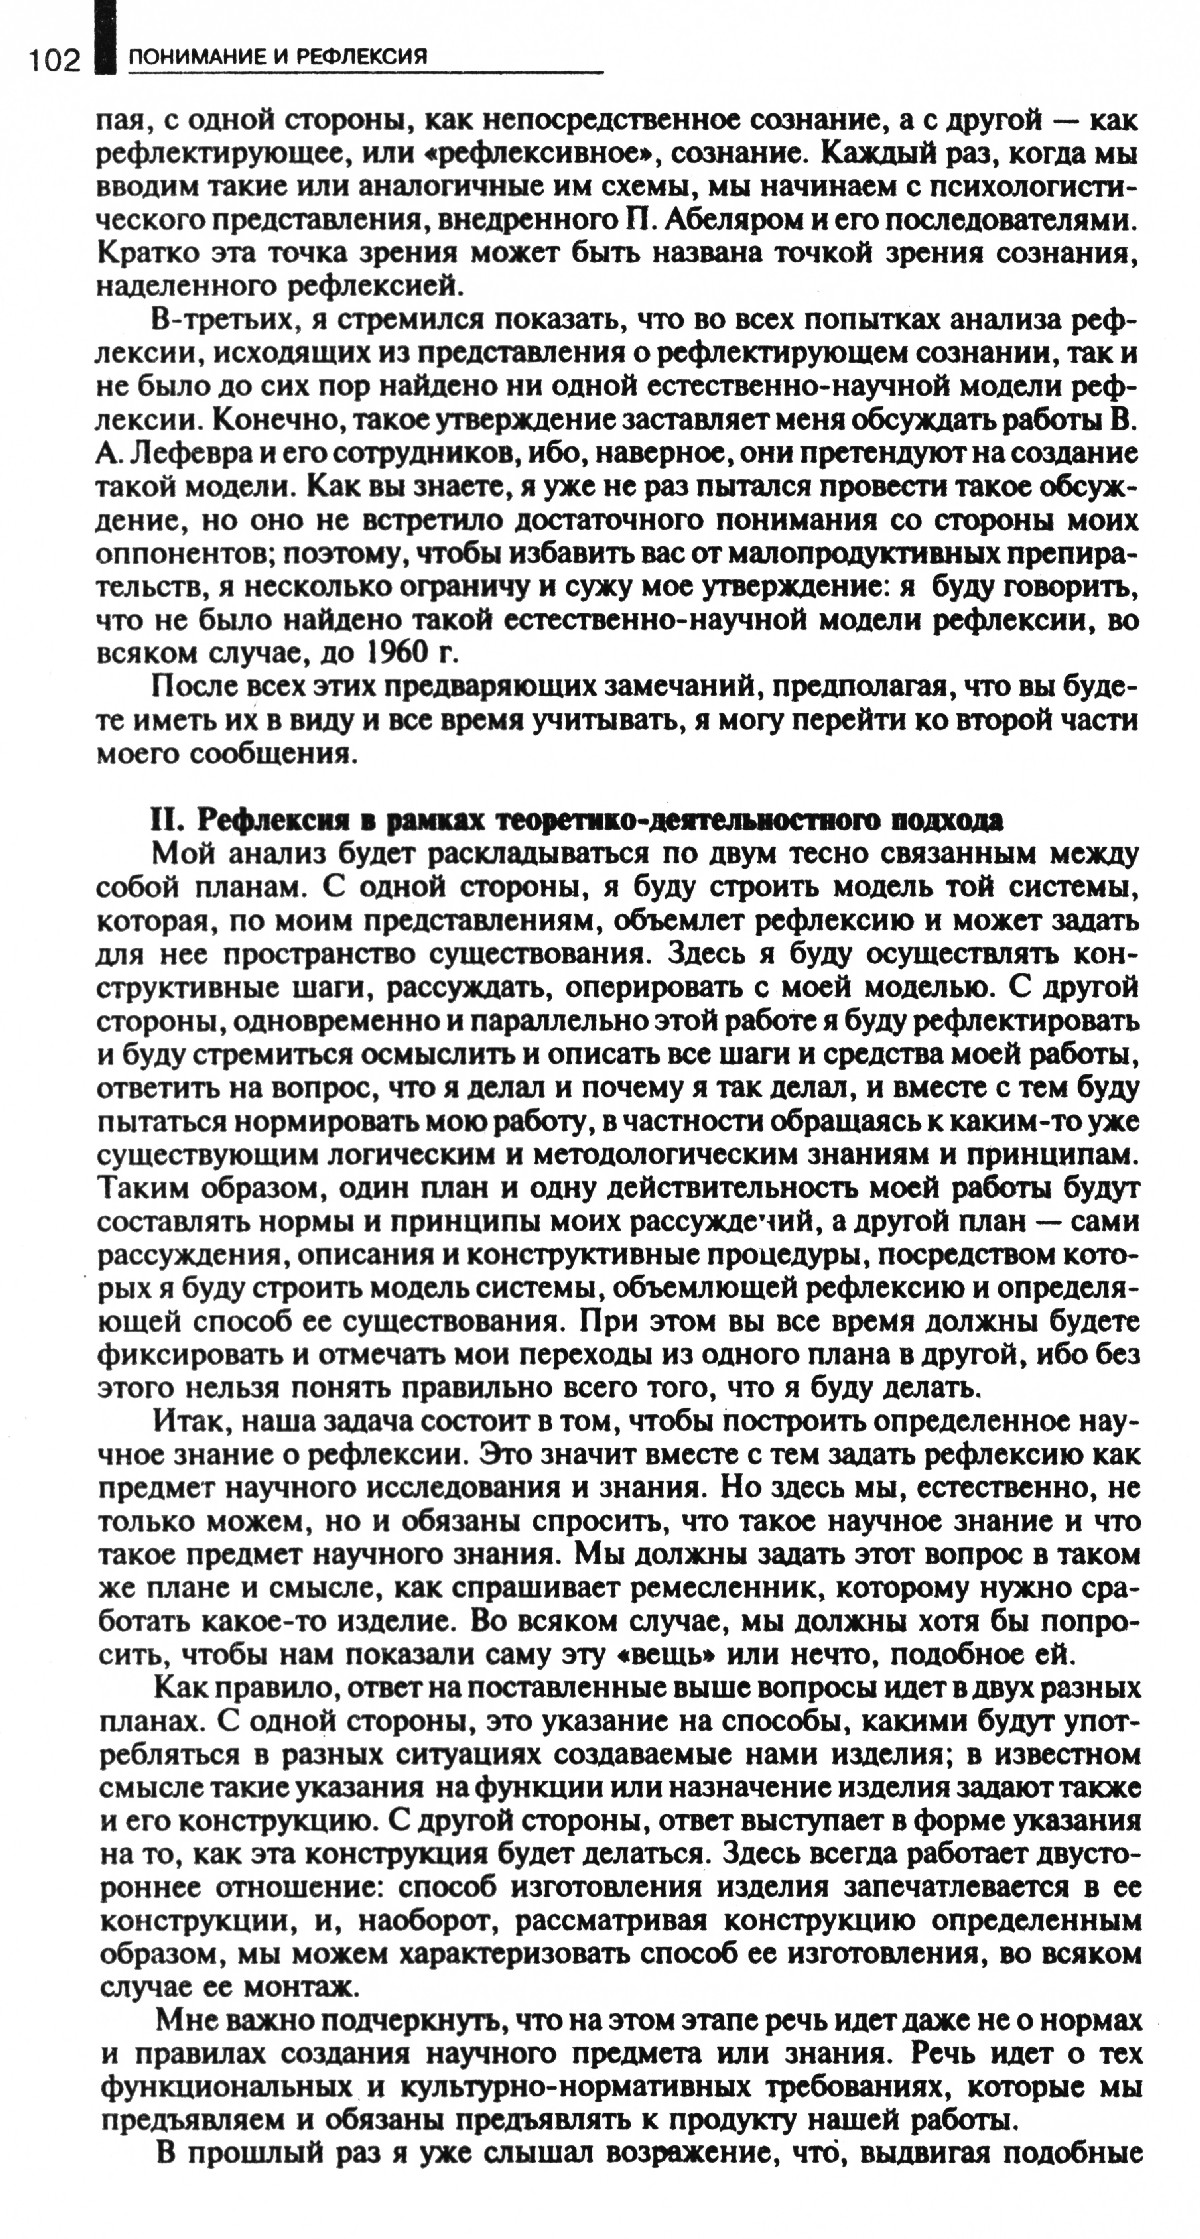 102
ПОНИМАНИЕ И РЕФЛЕКСИЯ
пая, с одной стороны, как непосредственное сознание, а с другой — как
рефлектирующее, или «рефлексивное», сознание. Каждый раз, когда мы
вводим такие или аналогичные им схемы, мы начинаем с психологисти-
ческого представления, внедренного П. Абеляром и его последователями.
Кратко эта точка зрения может быть названа точкой зрения сознания,
наделенного рефлексией.
В-третьих, я стремился показать, что во всех попытках анализа реф-
лексии, исходящих из представления о рефлектирующем сознании, так и
не было до сих пор найдено ни одной естественно-научной модели реф-
лексии. Конечно, такое утверждение заставляет меня обсуждать работы В.
А. Лефевра и его сотрудников, ибо, наверное, они претендуют на создание
такой модели. Как вы знаете, я уже не раз пытался провести такое обсуж-
дение, но оно не встретило достаточного понимания со стороны моих
оппонентов; поэтому, чтобы избавить вас от малопродуктивных препира-
тельств, я несколько ограничу и сужу мое утверждение: я буду говорить,
что не было найдено такой естественно-научной модели рефлексии, во
всяком случае, до 1960 г.
После всех этих предваряющих замечаний, предполагая, что вы буде-
те иметь их в виду и все время учитывать, я могу перейти ко второй части
моего сообщения.
II. Рефлексия в рамках теоретико-деятельностного подхода
Мой анализ будет раскладываться по двум тесно связанным между
собой планам. С одной стороны, я буду строить модель той системы,
которая, по моим представлениям, объемлет рефлексию и может задать
для нее пространство существования. Здесь я буду осуществлять кон-
структивные шаги, рассуждать, оперировать с моей моделью. С другой
стороны, одновременно и параллельно этой работе я буду рефлектировать
и буду стремиться осмыслить и описать все шаги и средства моей работы,
ответить на вопрос, что я делал и почему я так делал, и вместе с тем буду
пытаться нормировать мою работу, в частности обращаясь к каким-то уже
существующим логическим и методологическим знаниям и принципам.
Таким образом, один план и одну действительность моей работы будут
составлять нормы и принципы моих рассуждений, а другой план — сами
рассуждения, описания и конструктивные процедуры, посредством кото-
рых я буду строить модель системы, объемлющей рефлексию и определя-
ющей способ ее существования. При этом вы все время должны будете
фиксировать и отмечать мои переходы из одного плана в другой, ибо без
этого нельзя понять правильно всего того, что я буду делать.
Итак, наша задача состоит в том, чтобы построить определенное нау-
чное знание о рефлексии. Это значит вместе с тем задать рефлексию как
предмет научного исследования и знания. Но здесь мы, естественно, не
только можем, но и обязаны спросить, что такое научное знание и что
такое предмет научного знания. Мы должны задать этот вопрос в таком
же плане и смысле, как спрашивает ремесленник, которому нужно сра-
ботать какое-то изделие. Во всяком случае, мы должны хотя бы попро-
сить, чтобы нам показали саму эту «вещь» или нечто, подобное ей.
Как правило, ответ на поставленные выше вопросы идет в двух разных
планах. С одной стороны, это указание на способы, какими будут упот-
ребляться в разных ситуациях создаваемые нами изделия; в известном
смысле такие указания на функции или назначение изделия задают также
и его конструкцию. С другой стороны, ответ выступает в форме указания
на то, как эта конструкция будет делаться. Здесь всегда работает двусто-
роннее отношение: способ изготовления изделия запечатлевается в ее
конструкции, и, наоборот, рассматривая конструкцию определенным
образом, мы можем характеризовать способ ее изготовления, во всяком
случае ее монтаж.
Мне важно подчеркнуть, что на этом этапе речь идет даже не о нормах
и правилах создания научного предмета или знания. Речь идет о тех
функциональных и культурно-нормативных требованиях, которые мы
предъявляем и обязаны предъявлять к продукту нашей работы.
В прошлый раз я уже слышал возражение, что, выдвигая подобные